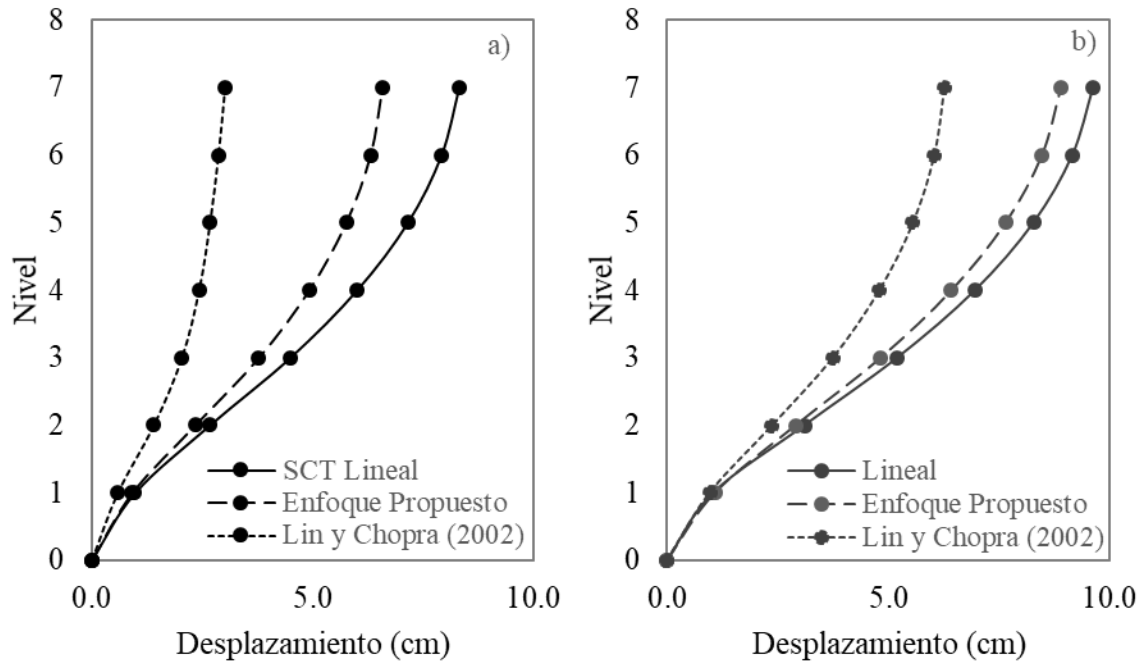 a)
8
7
6
5
4
3
2
1
0
Nivel
SCT Lineal
Enfoque Propuesto
Lin y Chopra (2002)
0.0 5.0 10.0
Desplazamiento (cm)
b)
8
7
6
5
4
3
2
1
0
Nivel
Lineal
Enfoque Propuesto
Lin y Chopra (2002)
0.0 5.0 10.0
Desplazamiento (cm)